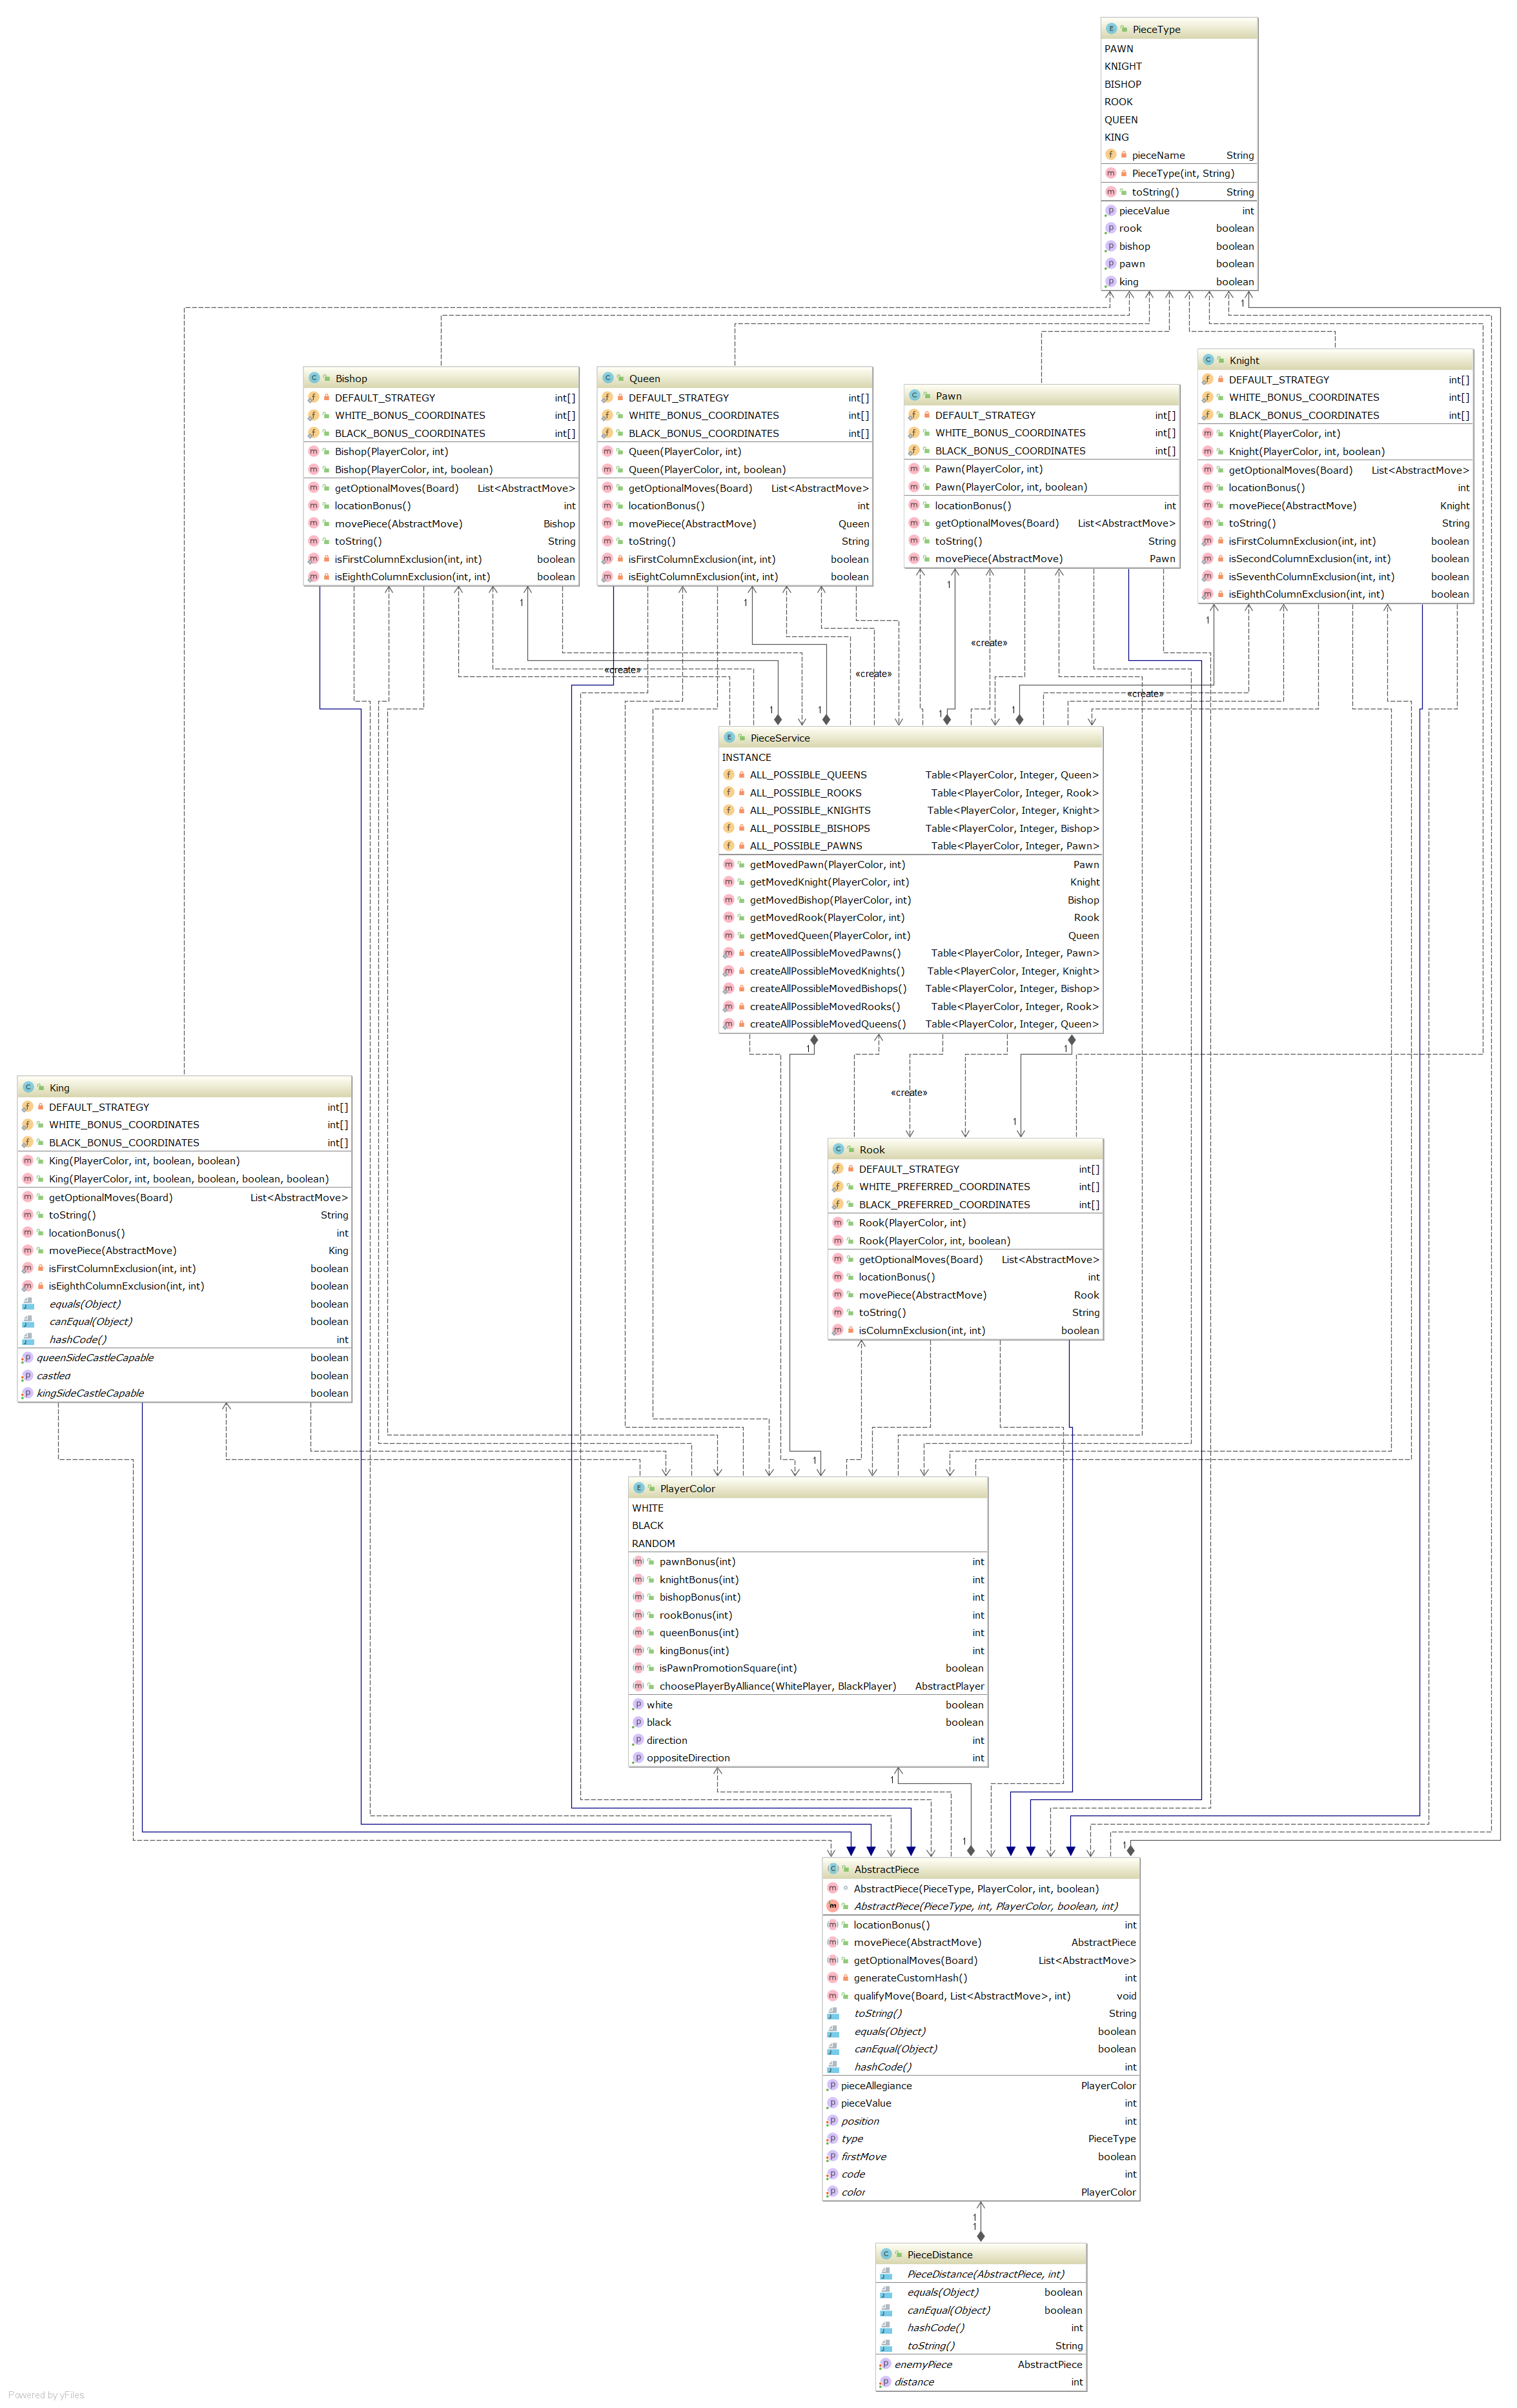 PieceType
PAWN
KNIGHT
BISHOP
ROOK
QUEEN
KING
pieceName String
PieceType(int, String)
toString() String
pieceValue int
rook boolean
bishop boolean
pawn boolean
king boolean
1
Bishop
DEFAULT_STRATEGY int[]
WHITE_BONUS_COORDINATES int[]
BLACK_BONUS_COORDINATES int[]
Bishop(PlayerColor, int)
Bishop(PlayerColor, int, boolean)
getOptionalMoves(Board) List<AbstractMove>
locationBonus() int
movePiece(AbstractMove) Bishop
toString() String
isFirstColumnExclusion(int, int) boolean
isEighthColumnExclusion(int, int) boolean
Queen
DEFAULT_STRATEGY int[]
WHITE_BONUS_COORDINATES int[]
BLACK_BONUS_COORDINATES int[]
Queen(PlayerColor, int)
Queen(PlayerColor, int, boolean)
getOptionalMoves(Board) List<AbstractMove>
locationBonus() int
movePiece(AbstractMove) Queen
toString() String
isFirstColumnExclusion(int, int) boolean
isEightColumnExclusion(int, int) boolean
Pawn
DEFAULT_STRATEGY int[]
WHITE_BONUS_COORDINATES int[]
BLACK_BONUS_COORDINATES int[]
Pawn(PlayerColor, int)
Pawn(PlayerColor, int, boolean)
locationBonus() int
getOptionalMoves(Board) List<AbstractMove>
toString() String
movePiece(AbstractMove) Pawn
Knight
DEFAULT_STRATEGY int[]
WHITE_BONUS_COORDINATES int[]
BLACK_BONUS_COORDINATES int[]
Knight(PlayerColor, int)
Knight(PlayerColor, int, boolean)
getOptionalMoves(Board) List<AbstractMove>
locationBonus() int
movePiece(AbstractMove) Knight
toString() String
isFirstColumnExclusion(int, int) boolean
isSecondColumnExclusion(int, int) boolean
isSeventhColumnExclusion(int, int) boolean
isEighthColumnExclusion(int, int) boolean
1 1 1 1
«create»
«create»
«create»
«create»
1 1 1 1
PieceService
INSTANCE
ALL_POSSIBLE_QUEENS Table<PlayerColor, Integer, Queen>
ALL_POSSIBLE_ROOKS Table<PlayerColor, Integer, Rook>
ALL_POSSIBLE_KNIGHTS Table<PlayerColor, Integer, Knight>
ALL_POSSIBLE_BISHOPS Table<PlayerColor, Integer, Bishop>
ALL_POSSIBLE_PAWNS Table<PlayerColor, Integer, Pawn>
getMovedPawn(PlayerColor, int) Pawn
getMovedKnight(PlayerColor, int) Knight
getMovedBishop(PlayerColor, int) Bishop
getMovedRook(PlayerColor, int) Rook
getMovedQueen(PlayerColor, int) Queen
createAllPossibleMovedPawns() Table<PlayerColor, Integer, Pawn>
createAllPossibleMovedKnights() Table<PlayerColor, Integer, Knight>
createAllPossibleMovedBishops() Table<PlayerColor, Integer, Bishop>
createAllPossibleMovedRooks() Table<PlayerColor, Integer, Rook>
createAllPossibleMovedQueens() Table<PlayerColor, Integer, Queen>
1 1
«create»
1
King
DEFAULT_STRATEGY int[]
WHITE_BONUS_COORDINATES int[]
BLACK_BONUS_COORDINATES int[]
King(PlayerColor, int, boolean, boolean)
King(PlayerColor, int, boolean, boolean, boolean, boolean)
getOptionalMoves(Board) List<AbstractMove>
toString() String
locationBonus() int
movePiece(AbstractMove) King
isFirstColumnExclusion(int, int) boolean
isEighthColumnExclusion(int, int) boolean
equals(Object) boolean
canEqual(Object) boolean
hashCode() int
queenSideCastleCapable boolean
castled boolean
kingSideCastleCapable boolean
Rook
DEFAULT_STRATEGY int[]
WHITE_PREFERRED_COORDINATES int[]
BLACK_PREFERRED_COORDINATES int[]
Rook(PlayerColor, int)
Rook(PlayerColor, int, boolean)
getOptionalMoves(Board) List<AbstractMove>
locationBonus() int
movePiece(AbstractMove) Rook
toString() String
isColumnExclusion(int, int) boolean
1
PlayerColor
WHITE
BLACK
RANDOM
pawnBonus(int) int
knightBonus(int) int
bishopBonus(int) int
rookBonus(int) int
queenBonus(int) int
kingBonus(int) int
isPawnPromotionSquare(int) boolean
choosePlayerByAlliance(WhitePlayer, BlackPlayer) AbstractPlayer
white boolean
black boolean
direction int
oppositeDirection int
1
1 1
AbstractPiece
AbstractPiece(PieceType, PlayerColor, int, boolean)
AbstractPiece(PieceType, int, PlayerColor, boolean, int)
locationBonus() int
movePiece(AbstractMove) AbstractPiece
getOptionalMoves(Board) List<AbstractMove>
generateCustomHash() int
qualifyMove(Board, List<AbstractMove>, int) void
toString() String
equals(Object) boolean
canEqual(Object) boolean
hashCode() int
pieceAllegiance PlayerColor
pieceValue int
position int
type PieceType
firstMove boolean
code int
color PlayerColor
1
1
PieceDistance
PieceDistance(AbstractPiece, int)
equals(Object) boolean
canEqual(Object) boolean
hashCode() int
toString() String
enemyPiece AbstractPiece
distance int
Powered by yFiles